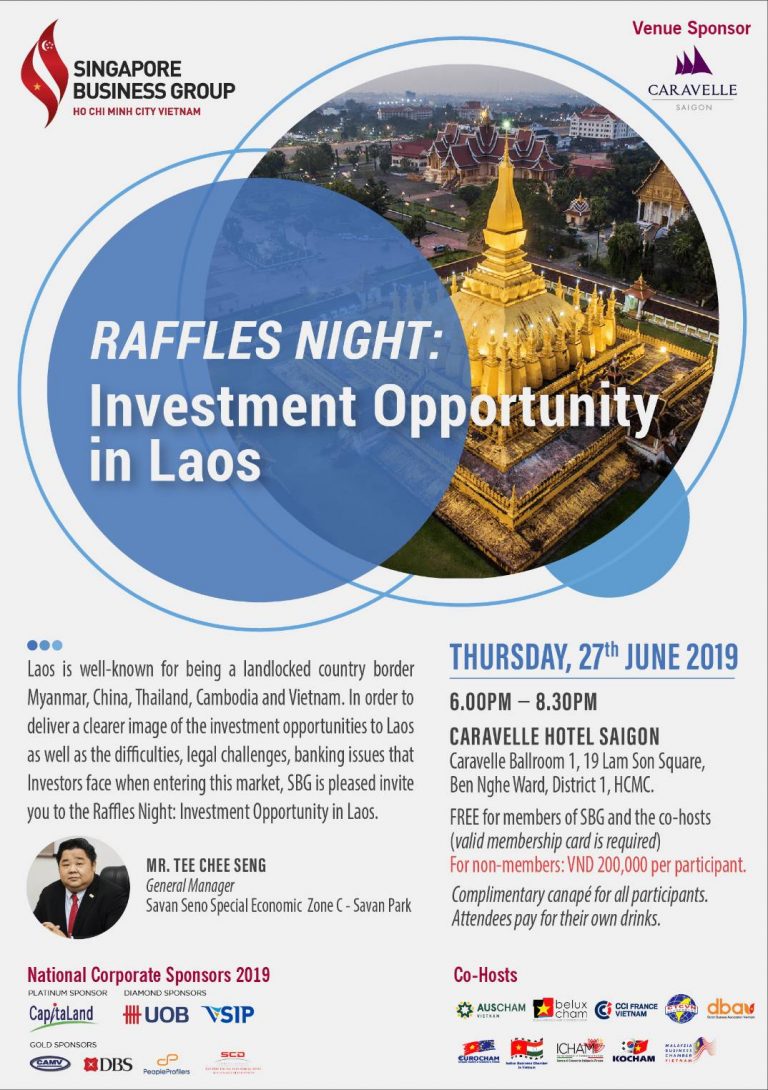 Venue Sponsor
SINGAPORE
BUSINESS GROUP
HO CHI MINH CITY VIETNAM
CARAVELLE
SAIGON
RAFFLES NIGHT:
Investment Opportunity
in Laos
Laos is well-known for being a landlocked country border
Myanmar, China, Thailand, Cambodia and Vietnam. In order to
deliver a clearer image of the investment opportunities to Laos
as well as the difficulties, legal challenges, banking issues that
Investors face when entering this market, SBG is pleased invite
you to the Raffles Night: Investment Opportunity in Laos.
MR. TEE CHEE SENG
General Manager
Savan Seno Special Economic Zone C - Savan Park
THURSDAY, 27th JUNE 2019
6.00PM – 8.30PM
CARAVELLE HOTEL SAIGON
Caravelle Ballroom 1, 19 Lam Son Square,
Ben Nghe Ward, District 1, HCMC.
FREE for members of SBG and the co-hosts
(valid membership card is required)
For non-members: VND 200,000 per participant.
Complimentary canapé for all participants.
Attendees pay for their own drinks.
National Corporate Sponsors 2019
PLATINUM SPONSOR
DIAMOND SPONSORS
CapitaLand
UOB
VSIP
GOLD SPONSORS
CAMV
DBS
PeopleProfilers
SCD
Co-Hosts
AUSCHAM
VIETNAM
belux
cham
CCI FRANCE
VIETNAM
dbav
EUROCHAM
ICHAM
KOCHAM
MALAYSIA
BUSINESS
CHAMBER
VIETNAM